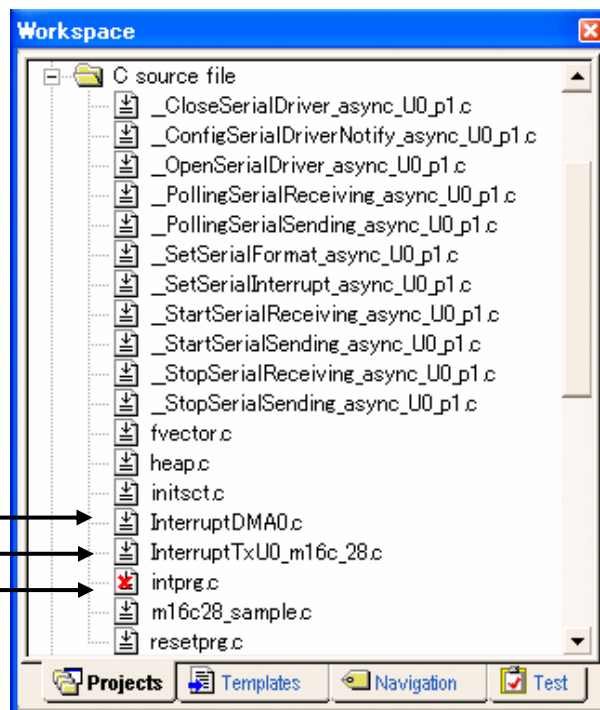 Workspace
C source file
_CloseSerialDriver_async_U0_p1.c
_ConfigSerialDriverNotify_async_U0_p1.c
_OpenSerialDriver_async_U0_p1.c
_PollingSerialReceiving_async_U0_p1.c
_PollingSerialSending_async_U0_p1.c
_SetSerialFormat_async_U0_p1.c
_SetSerialInterrupt_async_U0_p1.c
_StartSerialReceiving_async_U0_p1.c
_StartSerialSending_async_U0_p1.c
_StopSerialReceiving_async_U0_p1.c
_StopSerialSending_async_U0_p1.c
fvector.c
heap.c
initsct.c
InterruptDMA0.c
InterruptTxU0_m16c_28.c
intprg.c
m16c28_sample.c
resetprg.c
Projects Templates Navigation Test